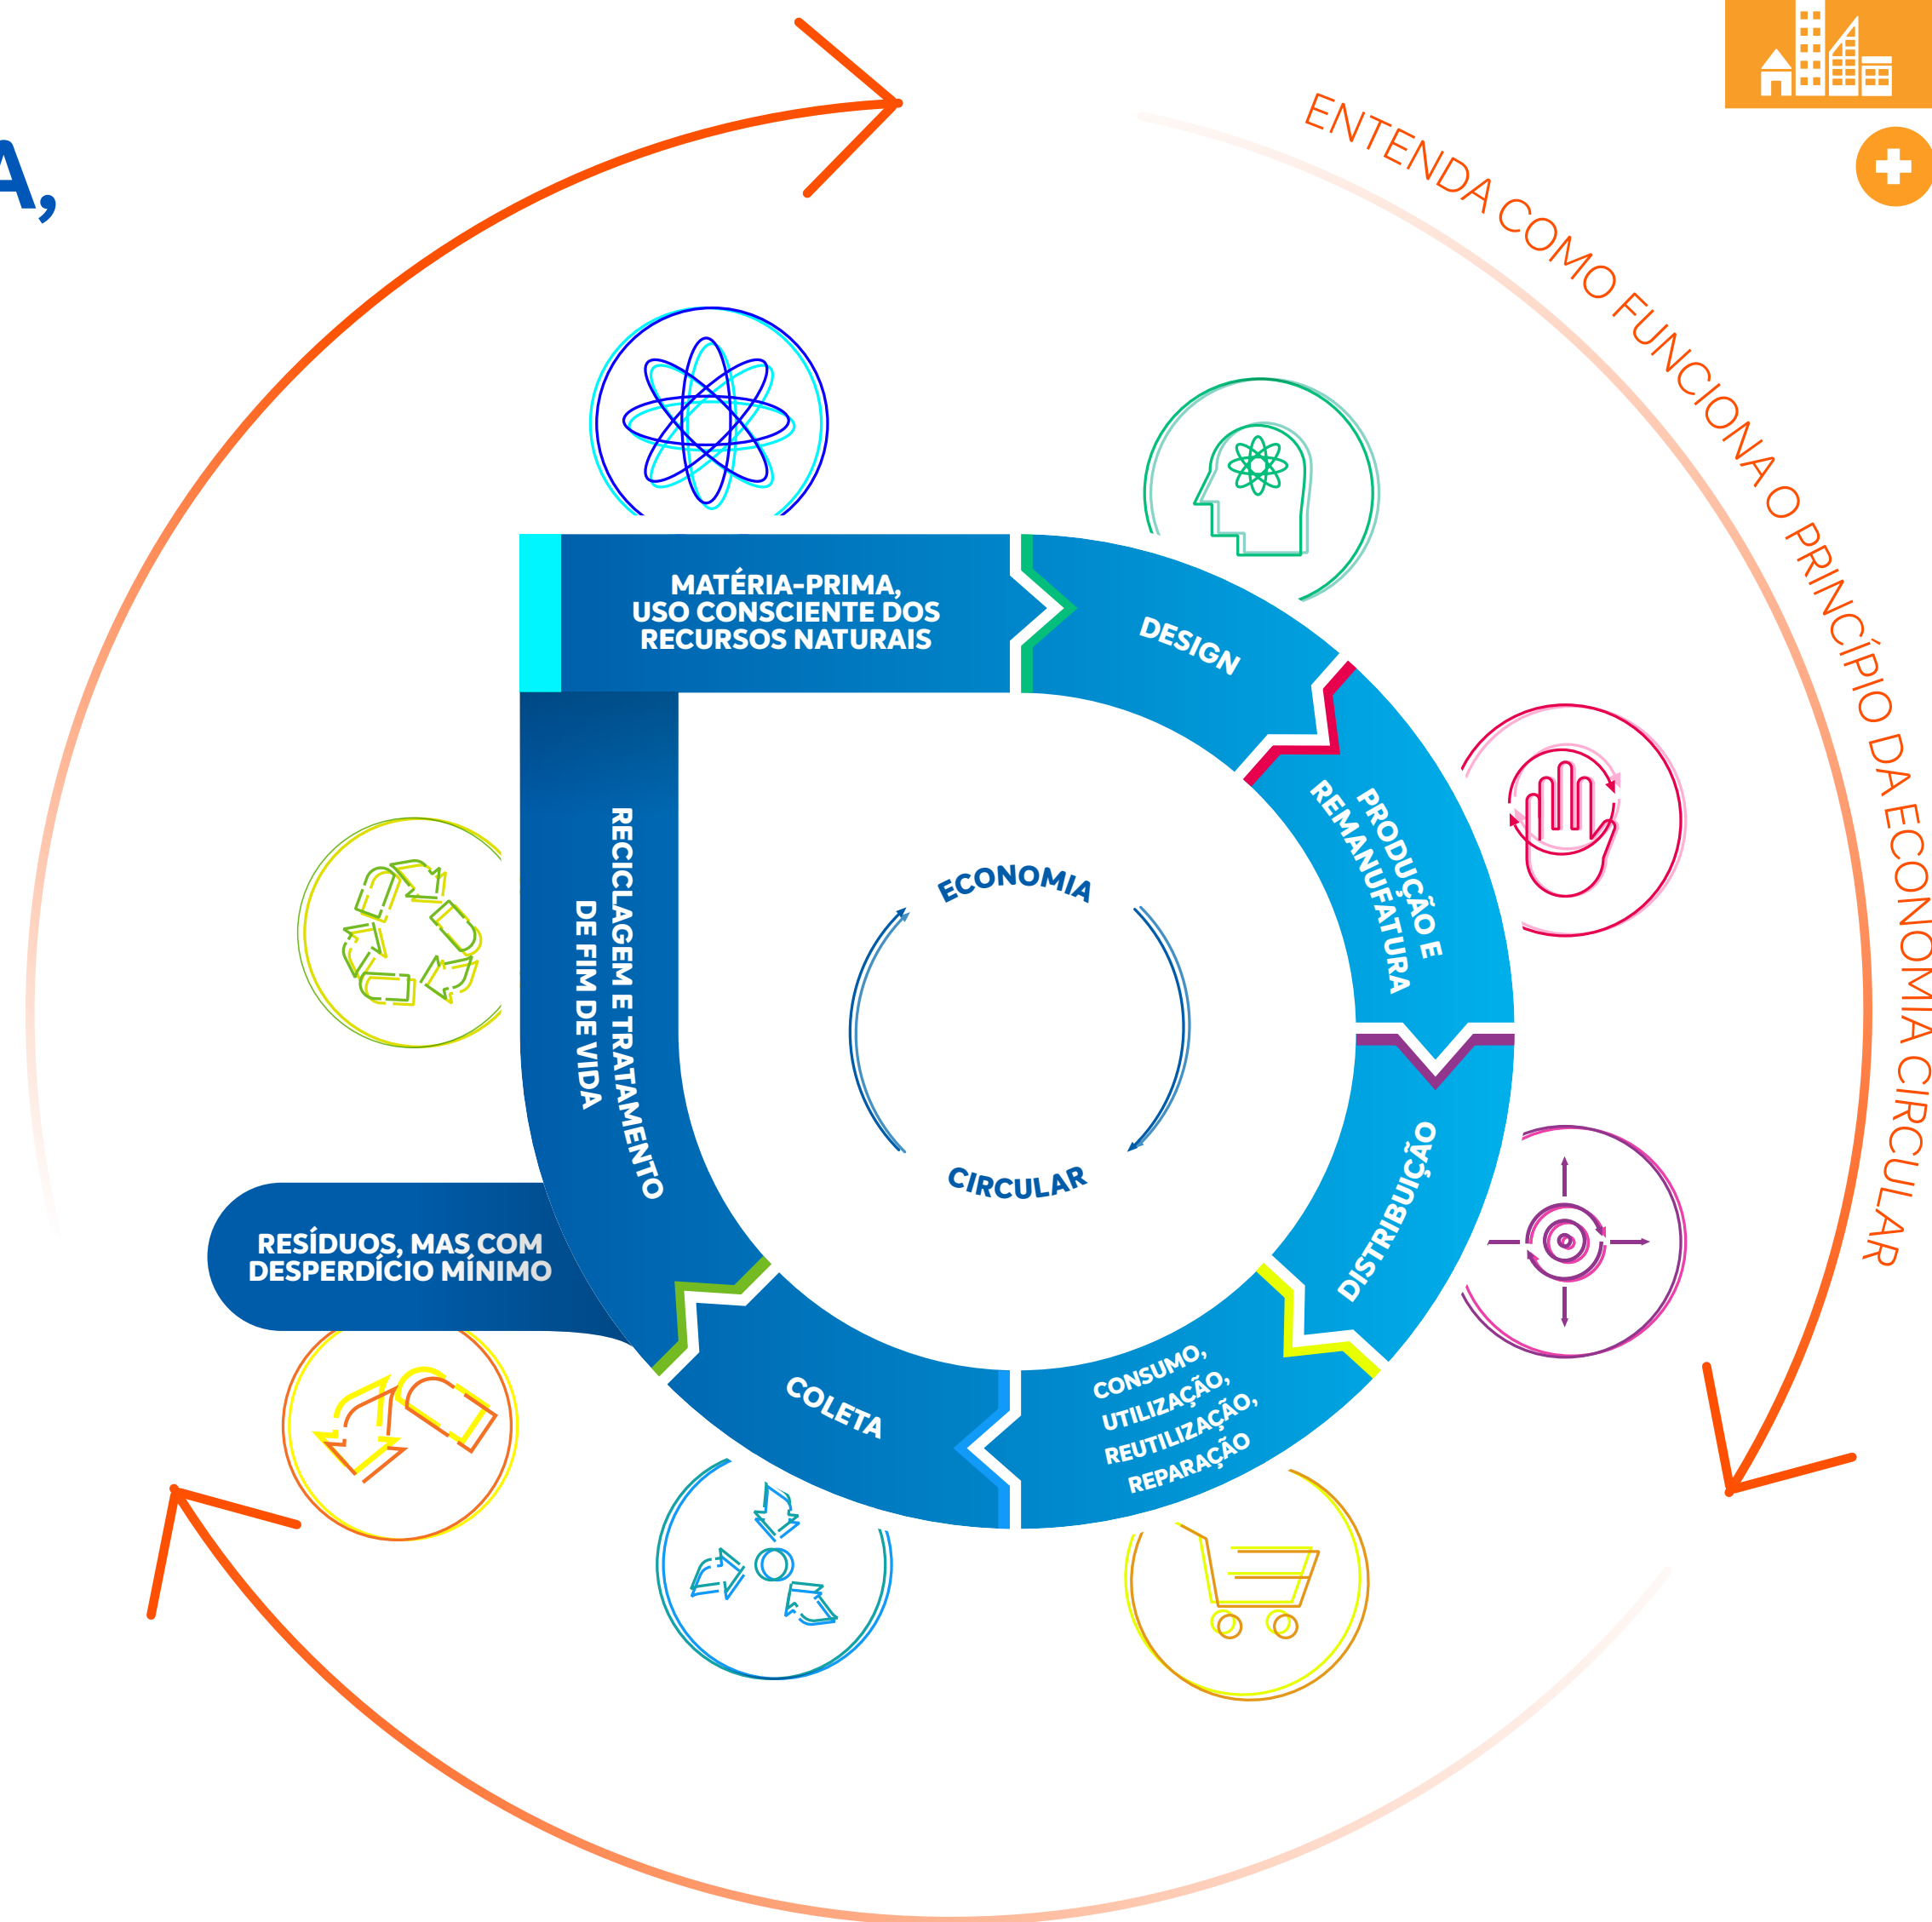 A,
ENTENDA COMO FUNCIONA O PRINCÍPIO DA ECONOMIA CIRCULAR
MATÉRIA-PRIMA,
USO CONSCIENTE DOS
RECURSOS NATURAIS
DESIGN
PRODUÇÃO E
REMANUFATURA
DISTRIBUIÇÃO
CONSUMO,
UTILIZAÇÃO,
REUTILIZAÇÃO,
REPARAÇÃO
COLETA
RECICLAGEM E TRATAMENTO
DE FIM DE VIDA
RESÍDUOS, MAS COM
DESPERDÍCIO MÍNIMO
ECONOMIA
CIRCULAR